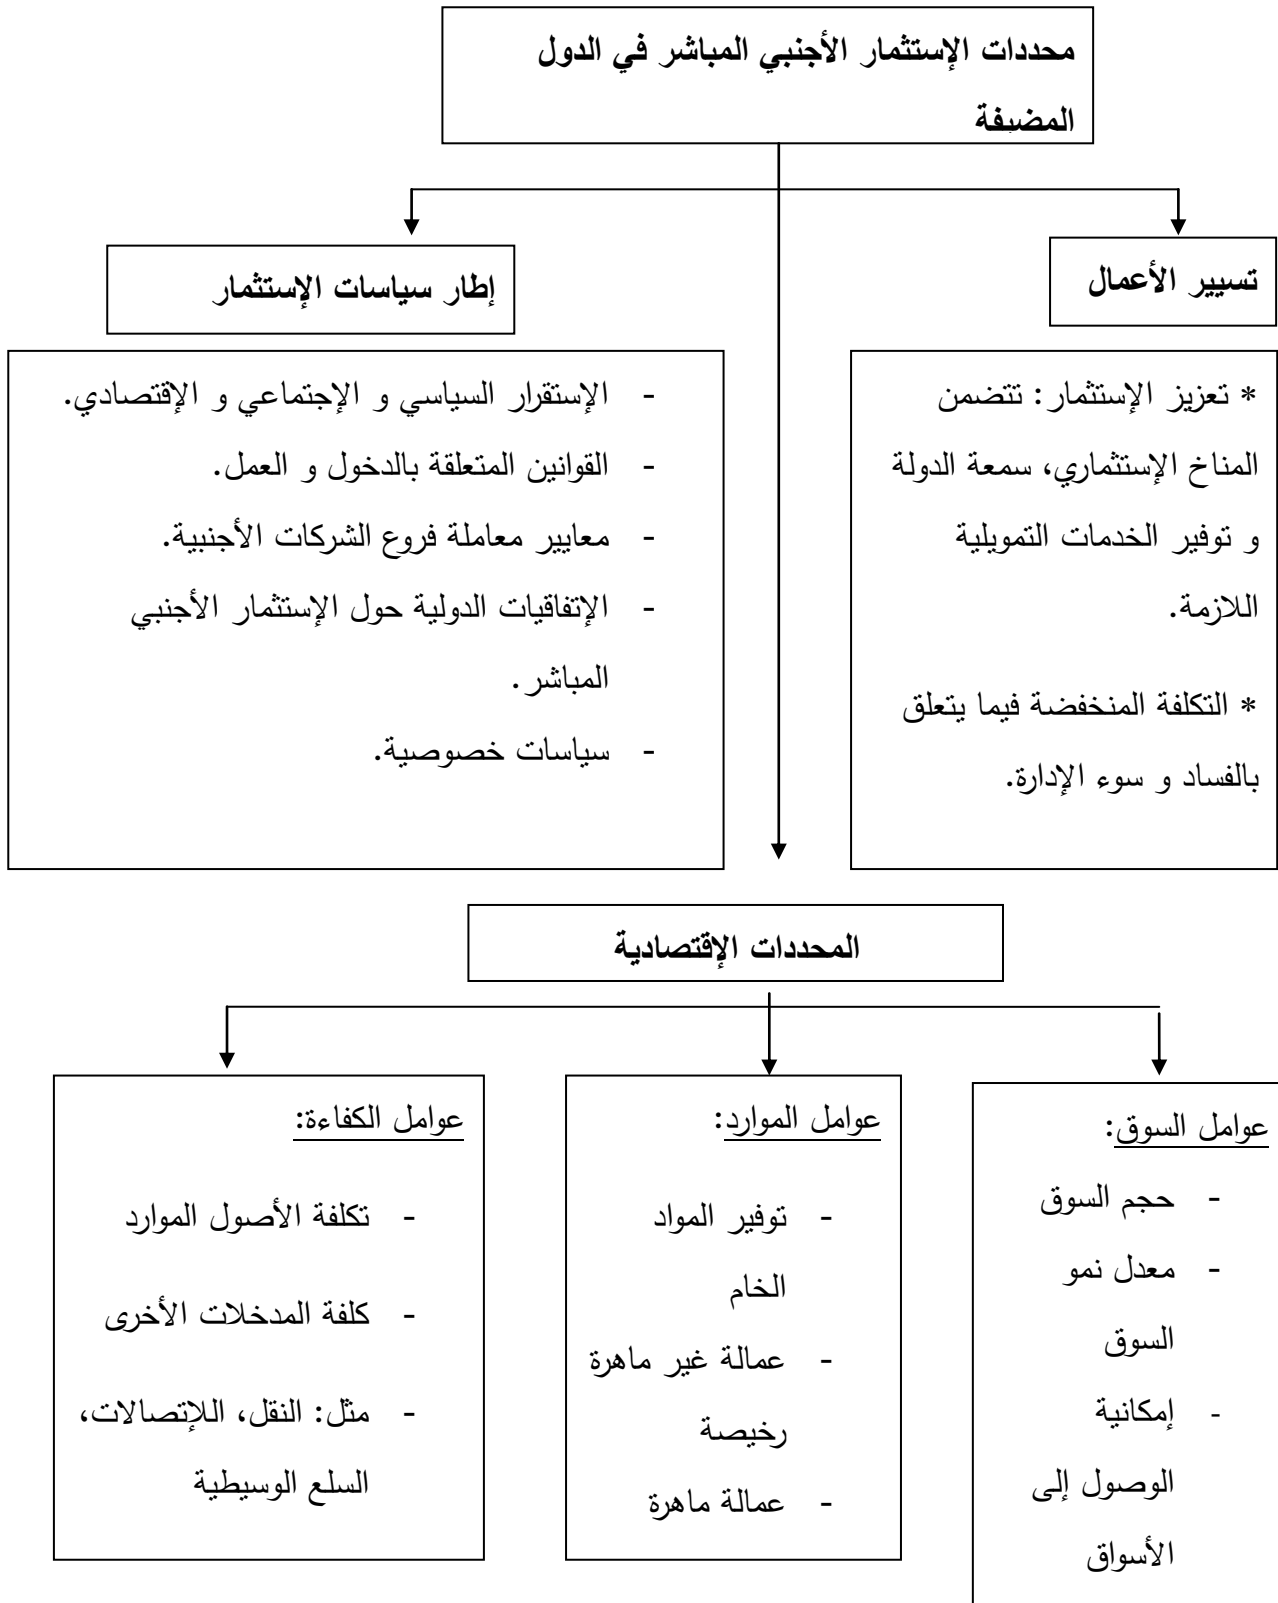 محددات الإستثمار الأجنبي المباشر في الدول
المضيفة
تسيير الأعمال
إطار سياسات الإستثمار
* تعزيز الإستثمار: تتضمن
المناخ الإستثماري، سمعة الدولة
و توفير الخدمات التمويلية
اللازمة.
* التكلفة المنخفضة فيما يتعلق
بالفساد و سوء الإدارة.
- الإستقرار السياسي و الإجتماعي و الإقتصادي.
- القوانين المتعلقة بالدخول و العمل.
- معايير معاملة فروع الشركات الأجنبية.
- الإتفاقيات الدولية حول الإستثمار الأجنبي
المباشر.
- سياسات خصوصية.
المحددات الإقتصادية
عوامل السوق:
- حجم السوق
- معدل نمو
السوق
- إمكانية
الوصول إلى
الأسواق
عوامل الموارد:
- توفير المواد
الخام
- عمالة غير ماهرة
رخيصة
- عمالة ماهرة
عوامل الكفاءة:
- تكلفة الأصول الموارد
- كلفة المدخلات الأخرى
- مثل: النقل، اللإتصالات،
السلع الوسيطية